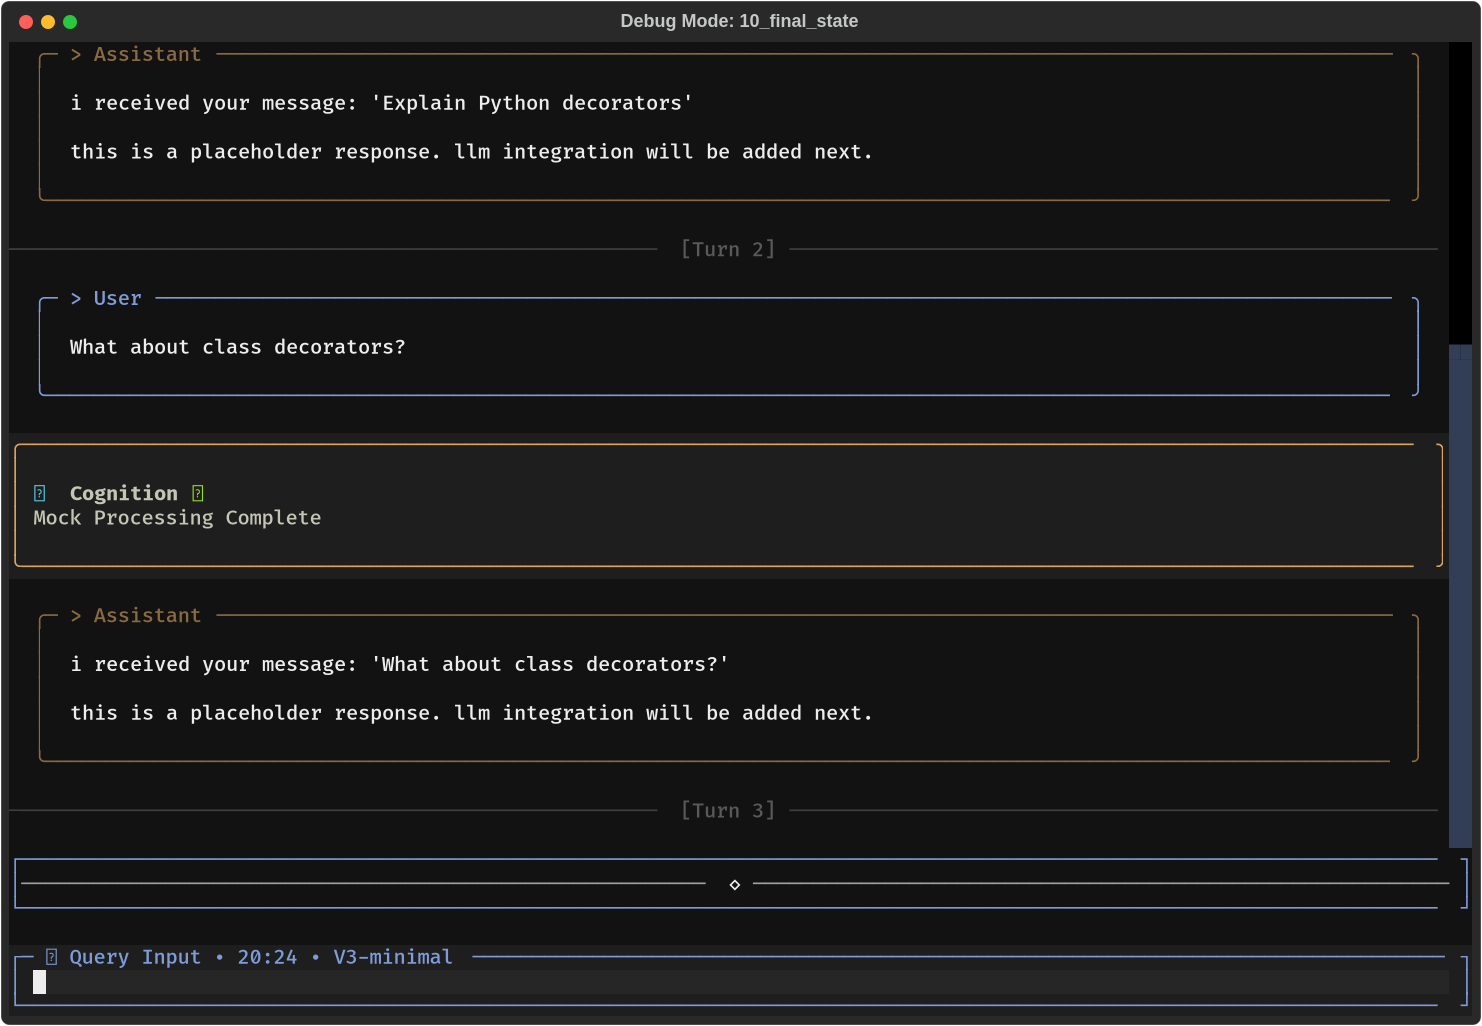 Debug Mode: 10_final_state
> Assistant
i received your message: 'Explain Python decorators'
this is a placeholder response. llm integration will be added next.
[Turn 2]
> User
What about class decorators?
Cognition
Mock Processing Complete
> Assistant
i received your message: 'What about class decorators?'
this is a placeholder response. llm integration will be added next.
[Turn 3]
Query Input • 20:24 • V3-minimal